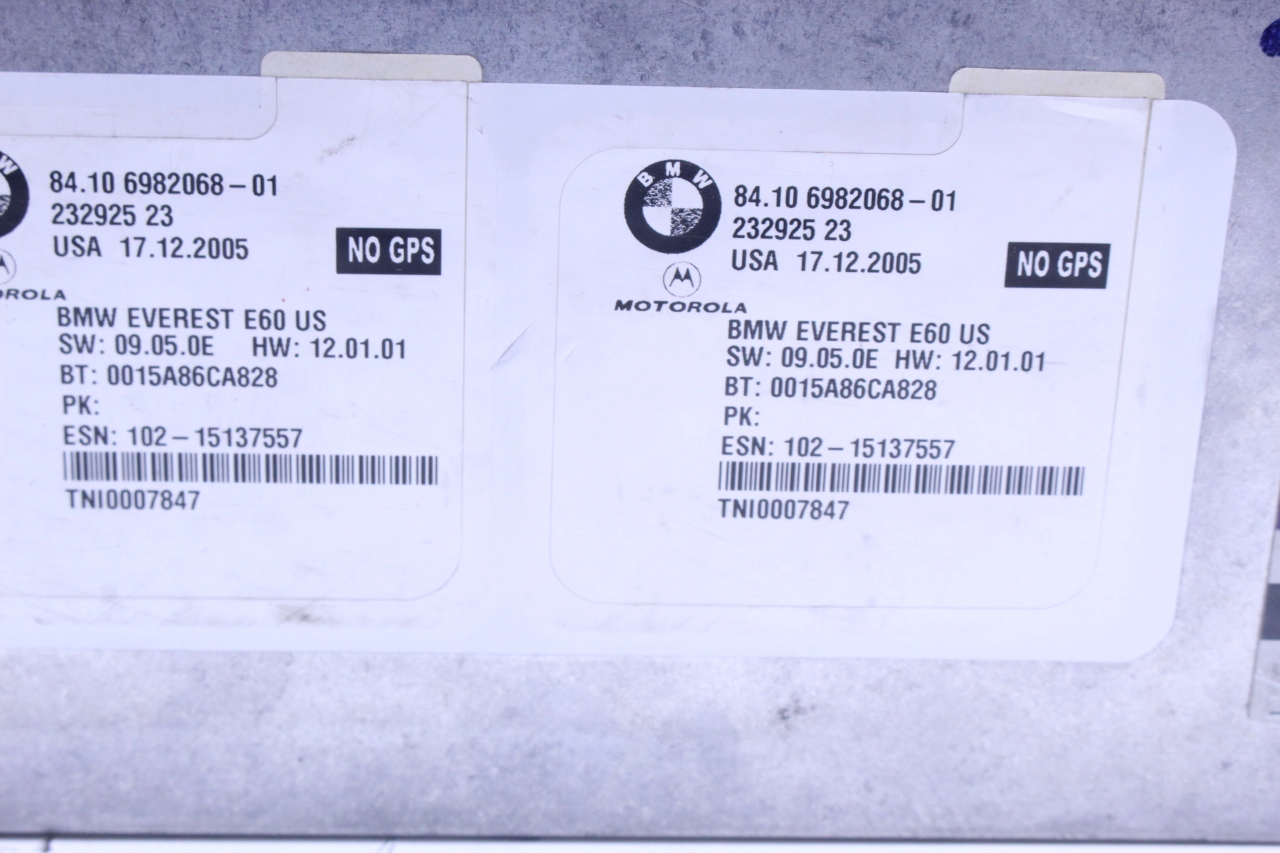 84.10 6982068-01
232925 23
USA 17.12.2005
NO GPS
BMW EVEREST E60 US
SW: 09.05.0E HW: 12.01.01
BT: 0015A86CA828
PK:
ESN: 102-15137557
TNI0007847
BMW
84.10 6982068-01
232925 23
USA 17.12.2005
NO GPS
MOTOROLA
BMW EVEREST E60 US
SW: 09.05.0E HW: 12.01.01
BT: 0015A86CA828
PK:
ESN: 102-15137557
TNI0007847